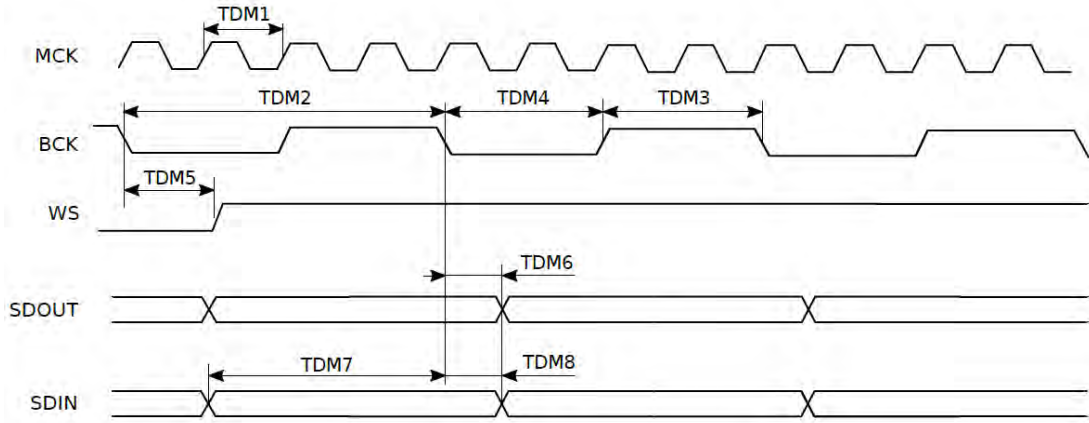 TDM1
MCK
TDM2 TDM4 TDM3
BCK
TDM5
WS
TDM6
SDOUT
TDM7 TDM8
SDIN